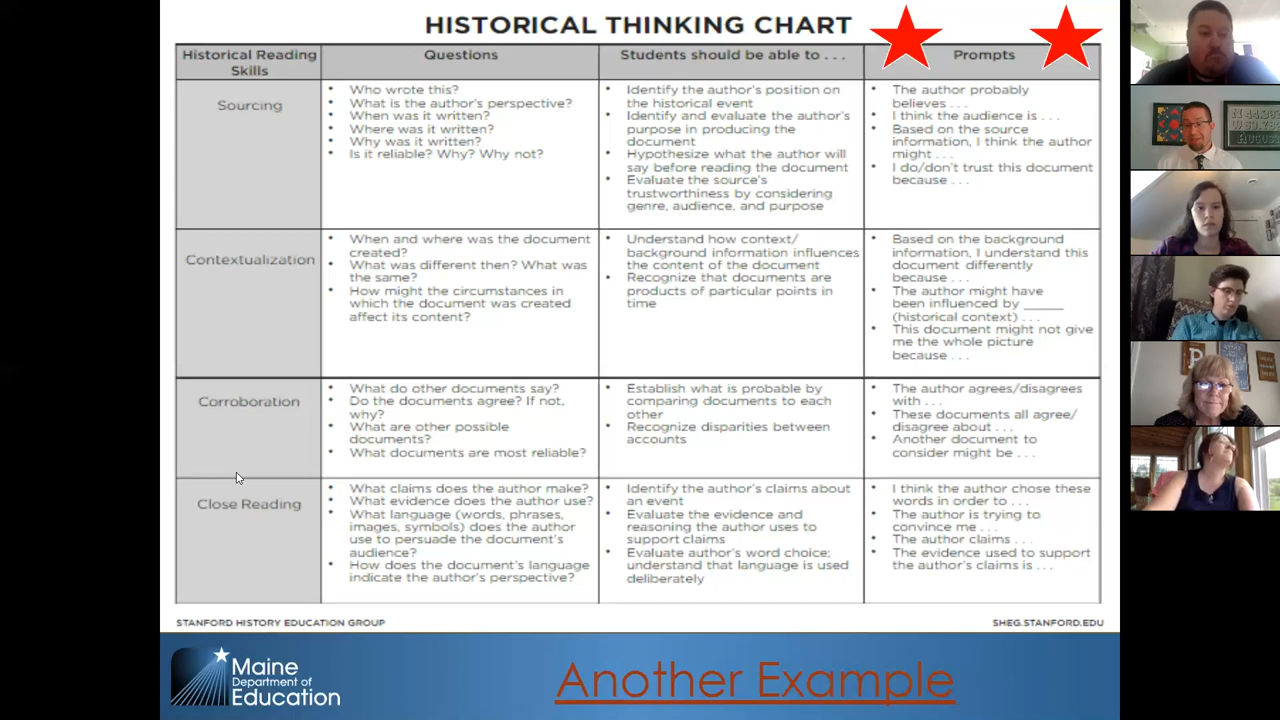 HISTORICAL THINKING CHART
Historical Reading
Skills
Questions
Students should be able to . . .
Prompts
Sourcing
• Who wrote this?
• What is the author's perspective?
• When was it written?
• Where was it written?
• Why was it written?
• Is it reliable? Why? Why not?
• Identify the author's position on
the historical event
• Identify and evaluate the author's
purpose in producing the
document
• Hypothesize what the author will
say before reading the document
• Evaluate the source's
trustworthiness by considering
genre, audience, and purpose
• The author probably
believes . . .
• I think the audience is . . .
• Based on the source
information, I think the author
might . . .
• I do/don't trust this document
because . . .
Contextualization
• When and where was the document
created?
• What was different then? What was
the same?
• How might the circumstances in
which the document was created
affect its content?
• Understand how context/
background information influences
the content of the document
• Recognize that documents are
products of particular points in
time
• Based on the background
information, I understand this
document differently
because . . .
• The author might have
been influenced by _____
(historical context) . . .
• This document might not give
me the whole picture
because . . .
Corroboration
• What do other documents say?
• Do the documents agree? If not,
why?
• What are other possible
documents?
• What documents are most reliable?
• Establish what is probable by
comparing documents to each
other
• Recognize disparities between
accounts
• The author agrees/disagrees
with . . .
• These documents all agree/
disagree about . . .
• Another document to
consider might be . . .
Close Reading
• What claims does the author make?
• What evidence does the author use?
• What language (words, phrases,
images, symbols) does the author
use to persuade the document's
audience?
• How does the document's language
indicate the author's perspective?
• Identify the author's claims about
an event
• Evaluate the evidence and
reasoning the author uses to
support claims
• Evaluate author's word choice;
understand that language is used
deliberately
• I think the author chose these
words in order to . . .
• The author is trying to
convince me . . .
• The author claims . . .
• The evidence used to support
the author's claims is . . .
STANFORD HISTORY EDUCATION GROUP
SHEG.STANFORD.EDU
Maine
Department of
Education
Another Example